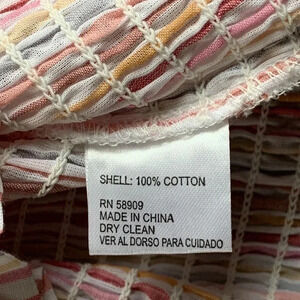 SHELL: 100% COTTON
RN 58909
MADE IN CHINA
DRY CLEAN
VER AL DORSO PARA CUIDADO